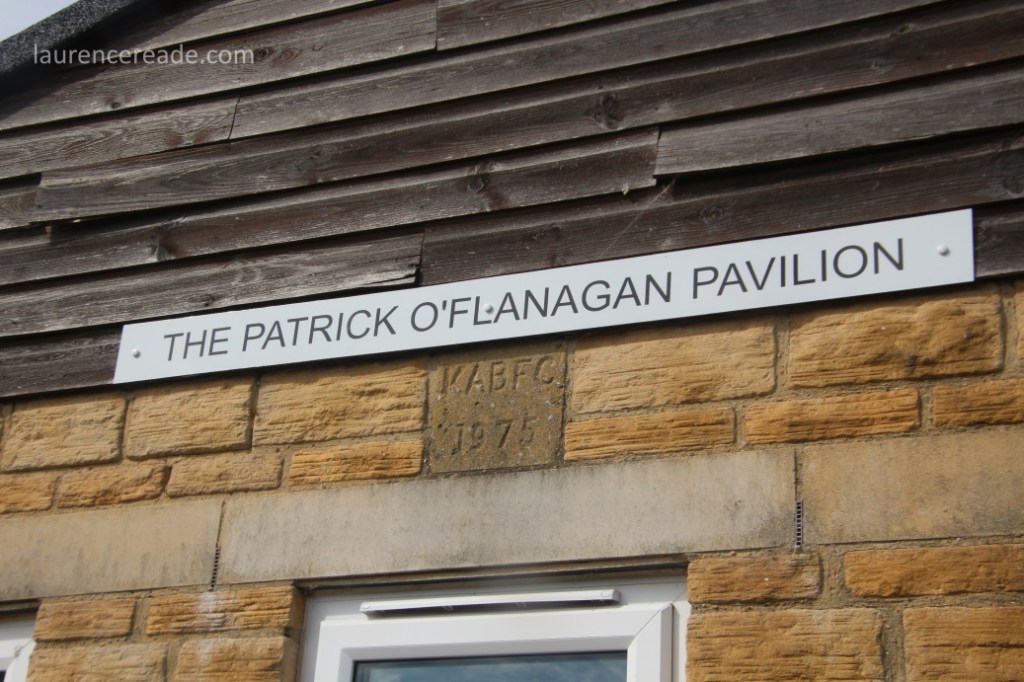 laurencereade.com
THE PATRICK O'FLANAGAN PAVILION
KABFC
1975